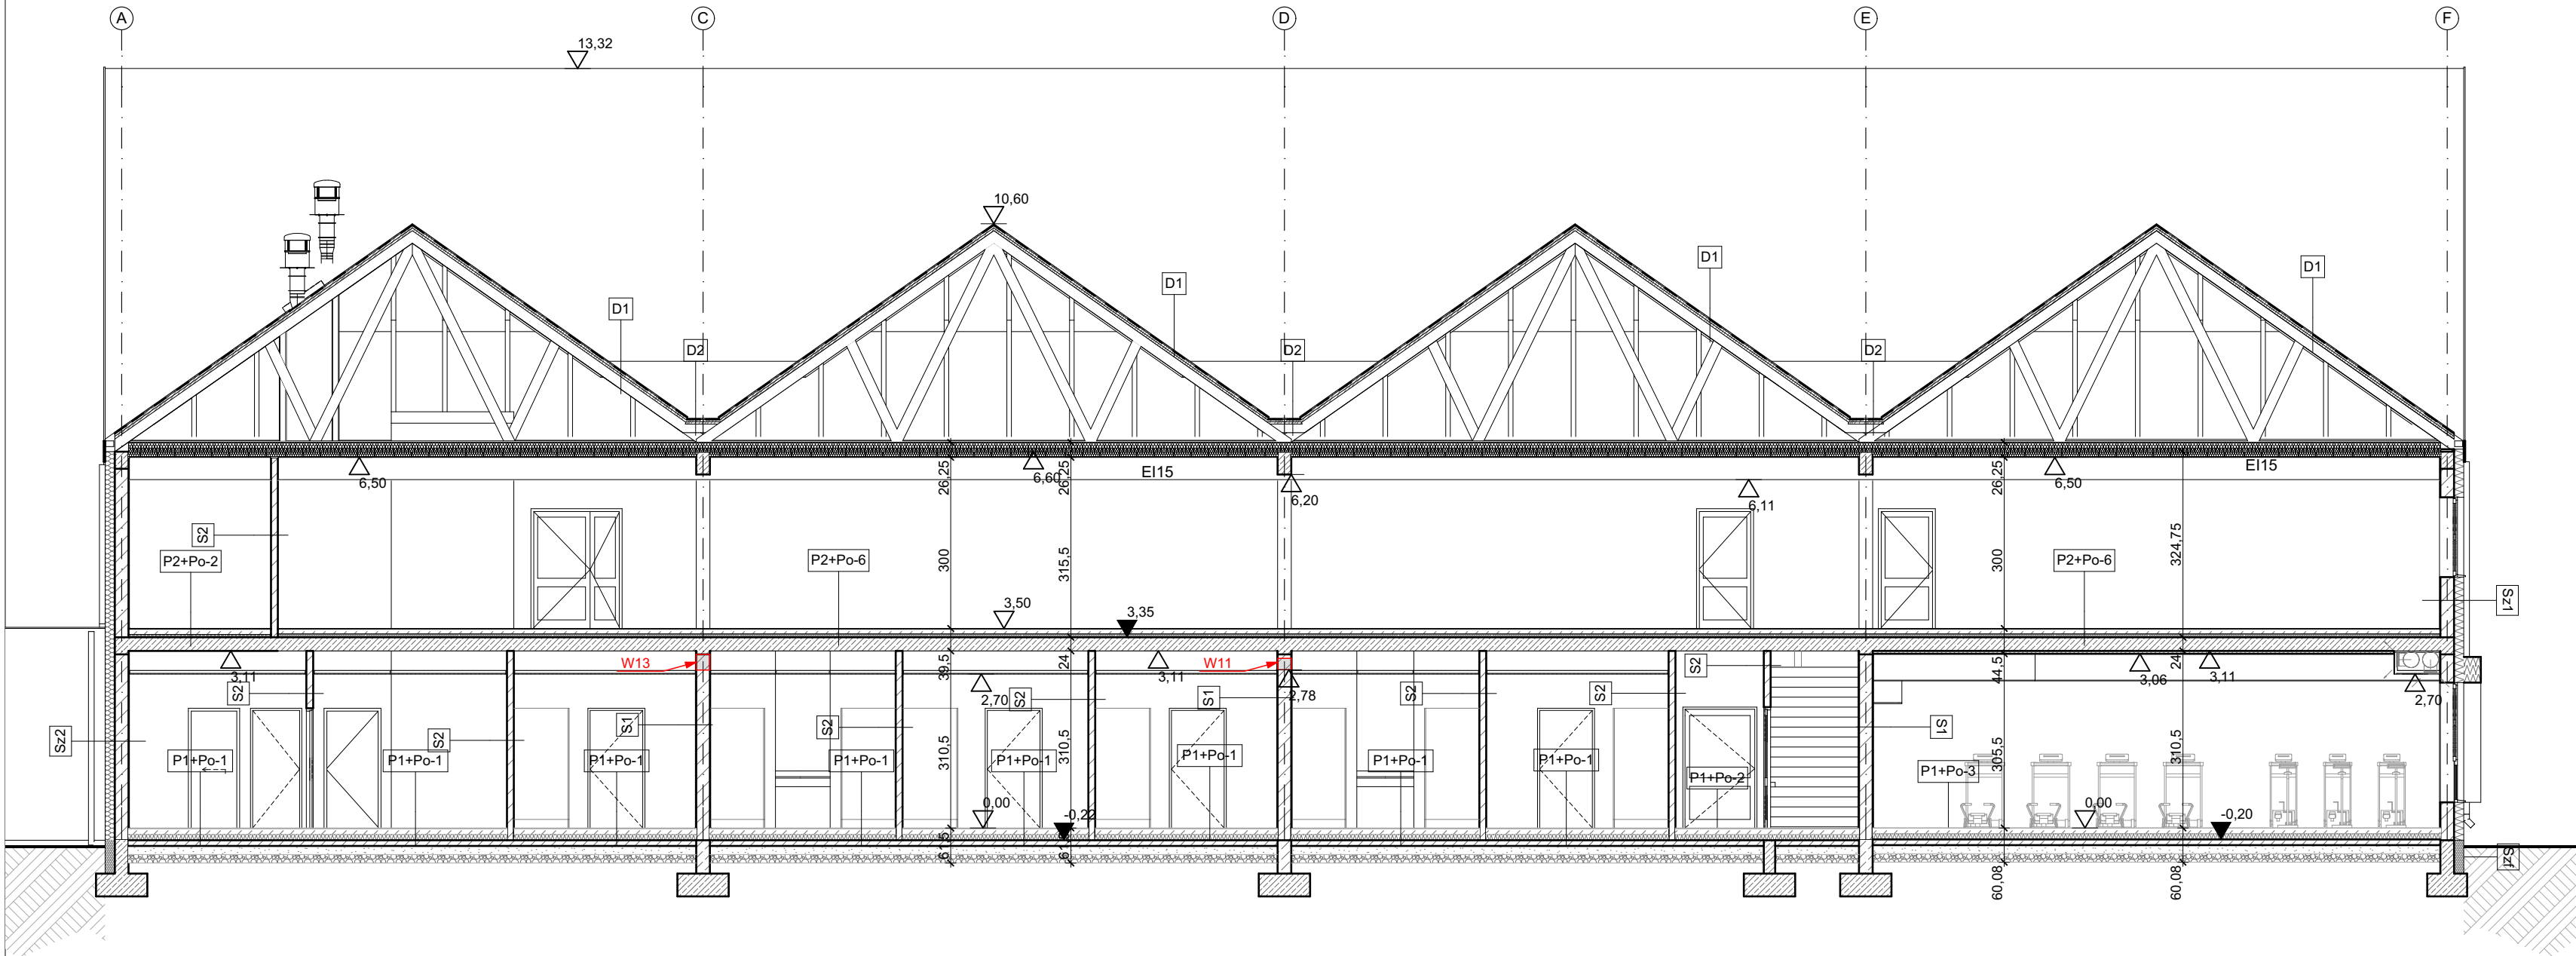 A C D E F
13,32
10,60
D1 D1 D1 D1
D2 D2 D2
6,50 26,25 6,60 26,25 EI15 6,20 6,11 26,25 6,50 EI15
S2
P2+Po-2 P2+Po-6 P2+Po-6
300 315,5 300 324,75
Sz1
3,50 3,35
W13 W11
3,11 39,5 24 3,11 44,5 3,06 24 3,11
S2 2,70 S2 S1 2,78 S2 S2 S2 2,70
Sz2 S2 S1 S2 S1
P1+Po-1 P1+Po-1 P1+Po-1 P1+Po-1 P1+Po-1 P1+Po-1 P1+Po-1 P1+Po-1 P1+Po-2 P1+Po-3
310,5 310,5 305,5 310,5
0,00 -0,22 0,00 -0,20
61,5 60,08 60,08
Szf